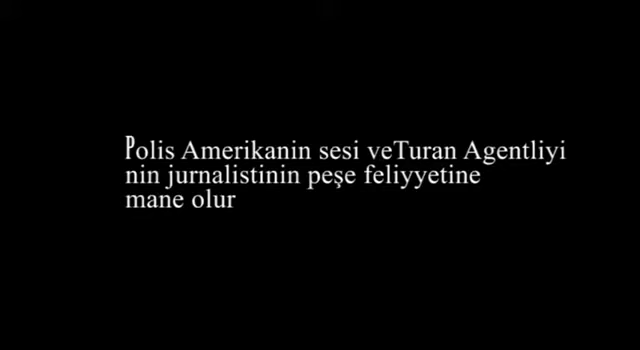 Polis Amerikanin sesi veTuran Agentliyi
nin jurnalistinin peşe feliyyetine
mane olur